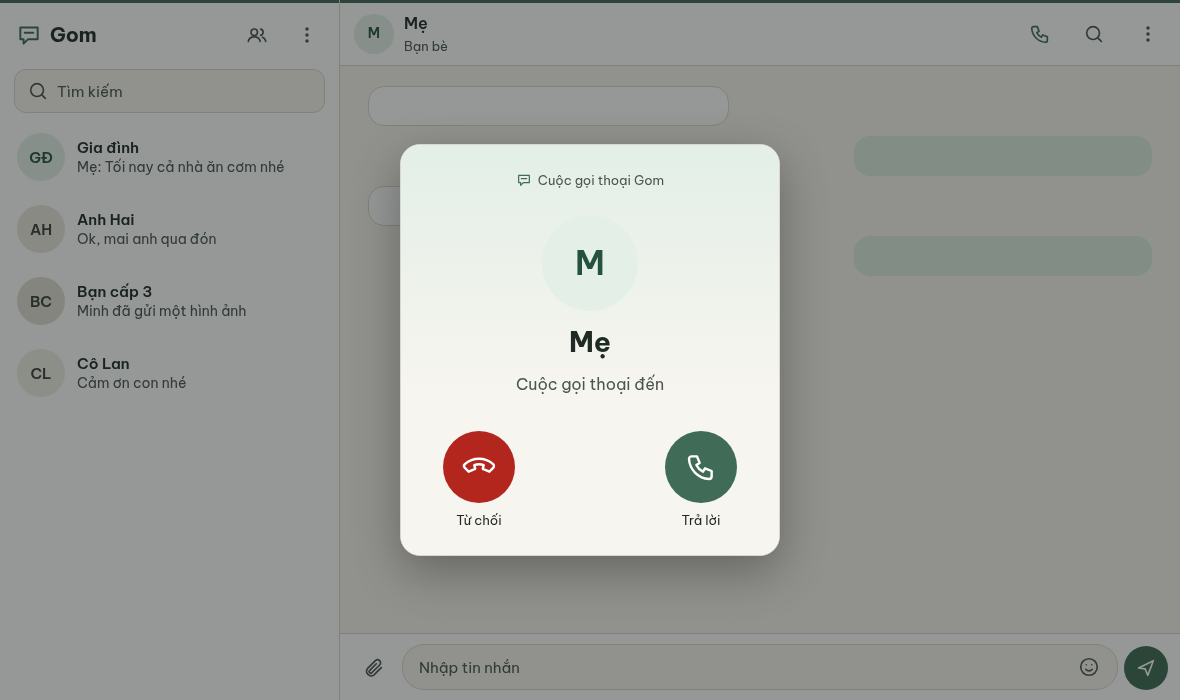 Gom
Tìm kiếm
GĐ
Gia đình
Mẹ: Tối nay cả nhà ăn cơm nhé
AH
Anh Hai
Ok, mai anh qua đón
BC
Bạn cấp 3
Minh đã gửi một hình ảnh
CL
Cô Lan
Cảm ơn con nhé
M
Mẹ
Bạn bè
Cuộc gọi thoại Gom
M
Mẹ
Cuộc gọi thoại đến
Từ chối
Trả lời
Nhập tin nhắn